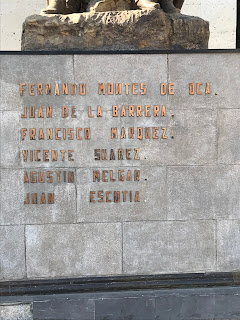 FERNANDO MONTES DE OCA.
JUAN DE LA BARRERA.
FRANCISCO MARQUEZ.
VICENTE SUAREZ.
AGUSTIN MELGAR.
JUAN ESCUTIA.